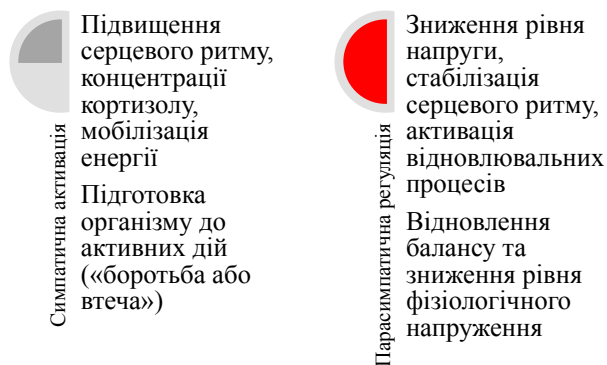 Симпатична активація
Підвищення
серцевого ритму,
концентрації
кортизолу,
мобілізація
енергії
Підготовка
організму до
активних дій
(«боротьба або
втеча»)
Парасимпатична регуляція
Зниження рівня
напруги,
стабілізація
серцевого ритму,
активація
відновлювальних
процесів
Відновлення
балансу та
зниження рівня
фізіологічного
напруження